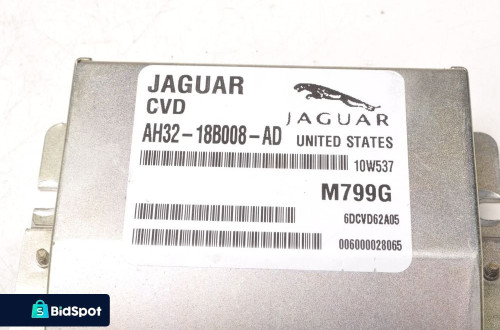 JAGUAR
CVD
JAGUAR
AH32-18B008-AD UNITED STATES
10W537
M799G
6DCVD62A05
006000028065
S
BidSpot